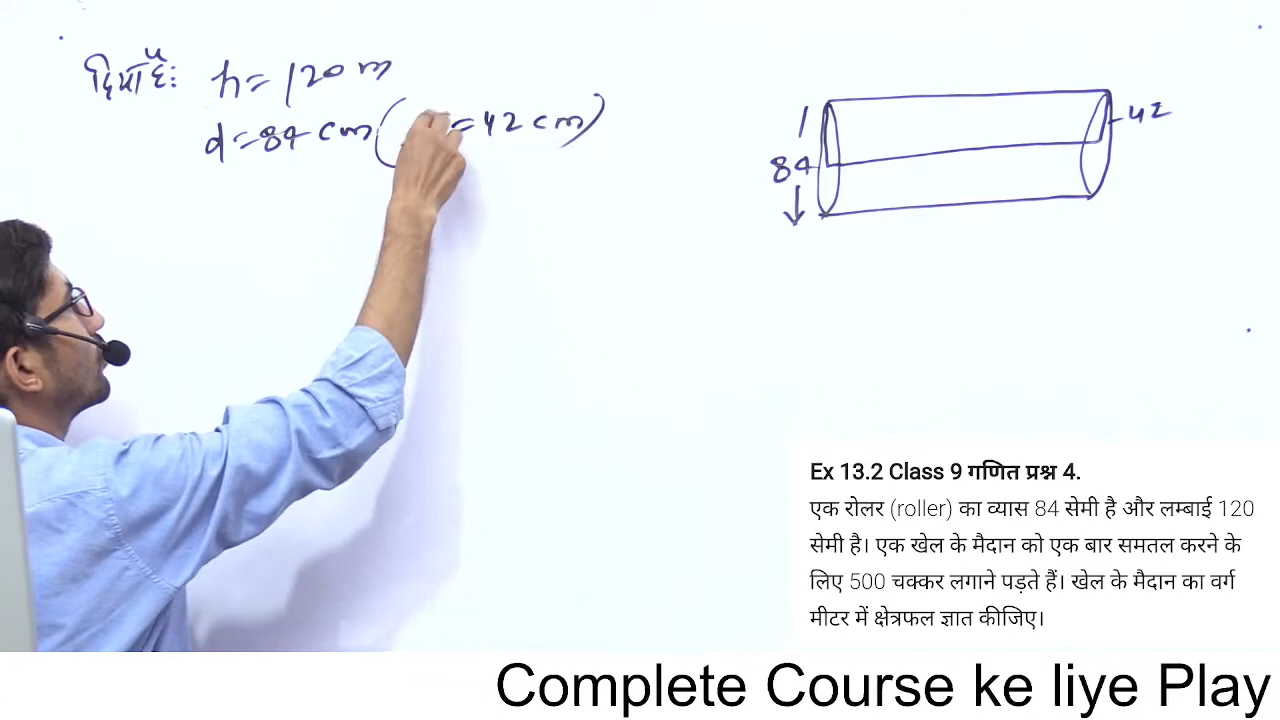 दिया है: h = 120 m
d = 84 cm ( = 42 cm)
84
42
Ex 13.2 Class 9 गणित प्रश्न 4.
एक रोलर (roller) का व्यास 84 सेमी है और लम्बाई 120
सेमी है। एक खेल के मैदान को एक बार समतल करने के
लिए 500 चक्कर लगाने पड़ते हैं। खेल के मैदान का वर्ग
मीटर में क्षेत्रफल ज्ञात कीजिए।
Complete Course ke liye Play